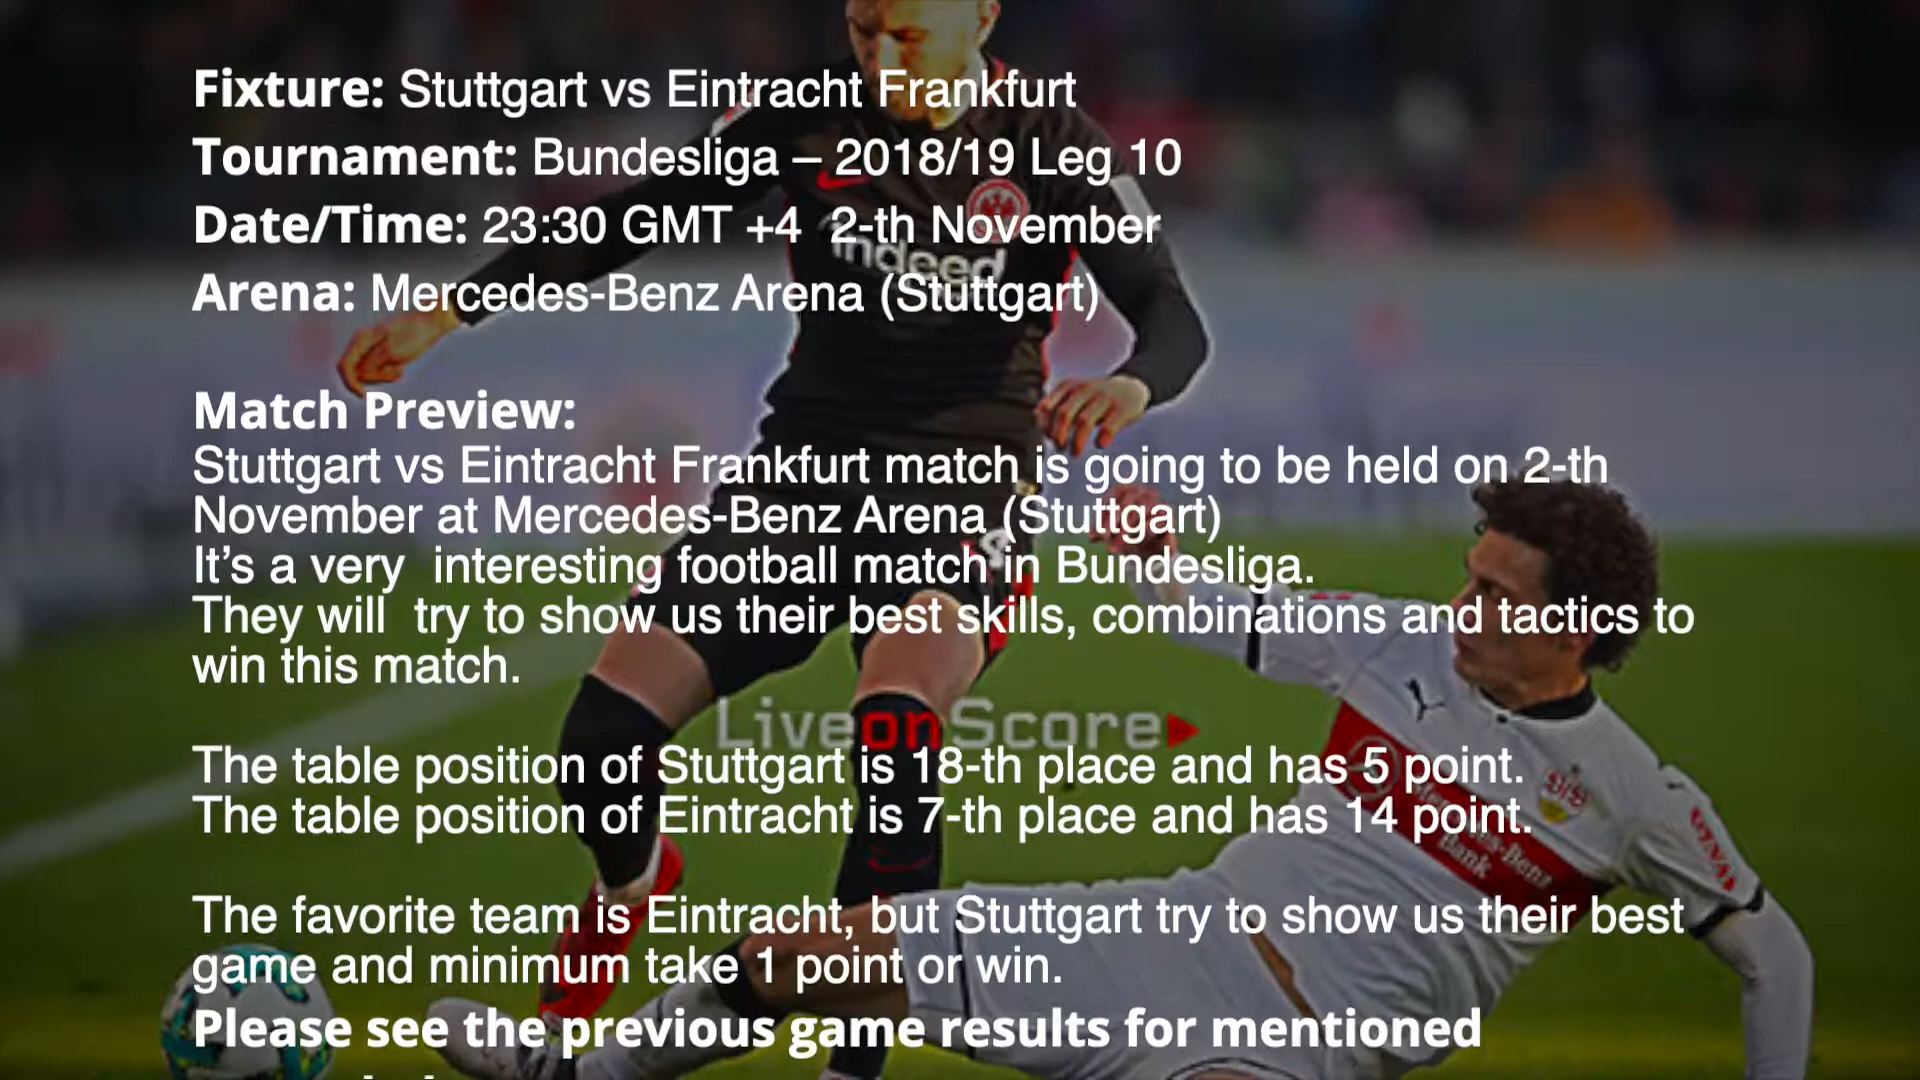 Fixture: Stuttgart vs Eintracht Frankfurt
Tournament: Bundesliga – 2018/19 Leg 10
Date/Time: 23:30 GMT +4  2-th November
indeed
Arena: Mercedes-Benz Arena (Stuttgart)
Match Preview:
Stuttgart vs Eintracht Frankfurt match is going to be held on 2-th
November at Mercedes-Benz Arena (Stuttgart)
It’s a very  interesting football match in Bundesliga.
They will  try to show us their best skills, combinations and tactics to
win this match.
LiveonScore
The table position of Stuttgart is 18-th place and has 5 point.
The table position of Eintracht is 7-th place and has 14 point.
Bank
The favorite team is Eintracht, but Stuttgart try to show us their best
game and minimum take 1 point or win.
Please see the previous game results for mentioned